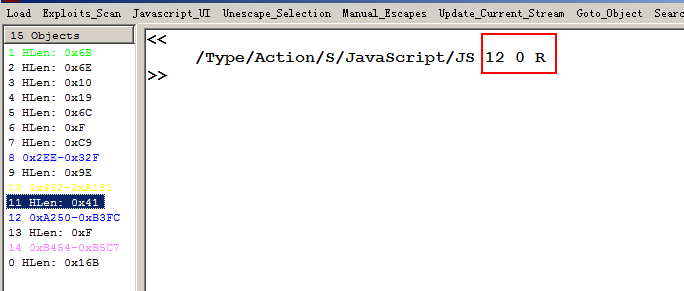 Load Exploits_Scan Javascript_UI Unescape_Selection Manual_Escapes Update_Current_Stream Goto_Object Searc
15 Objects
1 HLen: 0x6B
2 HLen: 0x6E
3 HLen: 0x10
4 HLen: 0x19
5 HLen: 0x6C
6 HLen: 0xF
7 HLen: 0xC9
8 0x2EE-0x32F
9 HLen: 0x9E
11 HLen: 0x41
12 0xA250-0xB3FC
13 HLen: 0xF
14 0xB454-0xB5C7
0 HLen: 0x16B
<<
/Type/Action/S/JavaScript/JS 12 0 R
>>